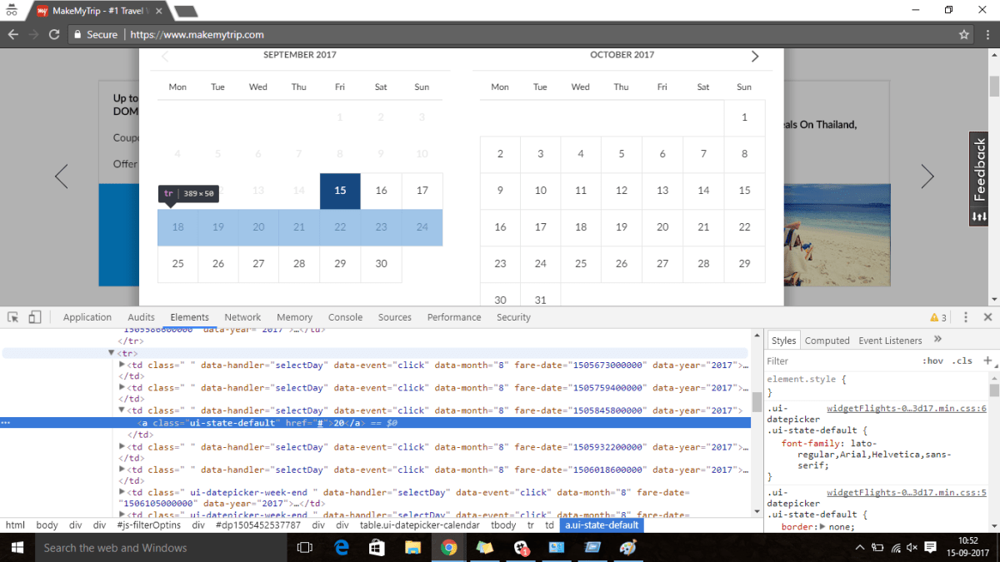 MakeMyTrip - #1 Travel
Secure | https://www.makemytrip.com
SEPTEMBER 2017 OCTOBER 2017
Mon Tue Wed Thu Fri Sat Sun Mon Tue Wed Thu Fri Sat Sun
Up to
DOM
Coup
Offer
1 2 3 1
als On Thailand,
4 5 6 7 8 9 10 2 3 4 5 6 7 8
tr | 389 × 50
13 14 15 16 17 9 10 11 12 13 14 15
18 19 20 21 22 23 24 16 17 18 19 20 21 22
25 26 27 28 29 30 23 24 25 26 27 28 29
30 31
Feedback
Application Audits Elements Network Memory Console Sources Performance Security 3
1505586600000" data-year="2017">…</td>
</tr>
▼<tr>
▶<td class=" " data-handler="selectDay" data-event="click" data-month="8" fare-date="1505673000000" data-year="2017">…
</td>
▶<td class=" " data-handler="selectDay" data-event="click" data-month="8" fare-date="1505759400000" data-year="2017">…
</td>
▼<td class=" " data-handler="selectDay" data-event="click" data-month="8" fare-date="1505845800000" data-year="2017">
<a class="ui-state-default" href="#">20</a> == $0
</td>
▶<td class=" " data-handler="selectDay" data-event="click" data-month="8" fare-date="1505932200000" data-year="2017">…
</td>
▶<td class=" " data-handler="selectDay" data-event="click" data-month="8" fare-date="1506018600000" data-year="2017">…
</td>
▶<td class=" ui-datepicker-week-end " data-handler="selectDay" data-event="click" data-month="8" fare-date=
"1506105000000" data-year="2017">…</td>
▶<td class=" ui-datepicker-week-end " data-handler="selectDay" data-event="click" data-month="8" fare-date=
html body div div #js-filterOptins div #dp1505452537787 div div table.ui-datepicker-calendar tbody tr td a.ui-state-default
Styles Computed Event Listeners »
Filter :hov .cls +
element.style {
}
.ui- widgetFlights-0…3d17.min.css:6
datepicker
.ui-state-default {
font-family: lato-
regular,Arial,Helvetica,sans-
serif;
}
.ui- widgetFlights-0…3d17.min.css:5
datepicker
.ui-state-default {
border:▶ none;
Search the web and Windows
10:52
15-09-2017